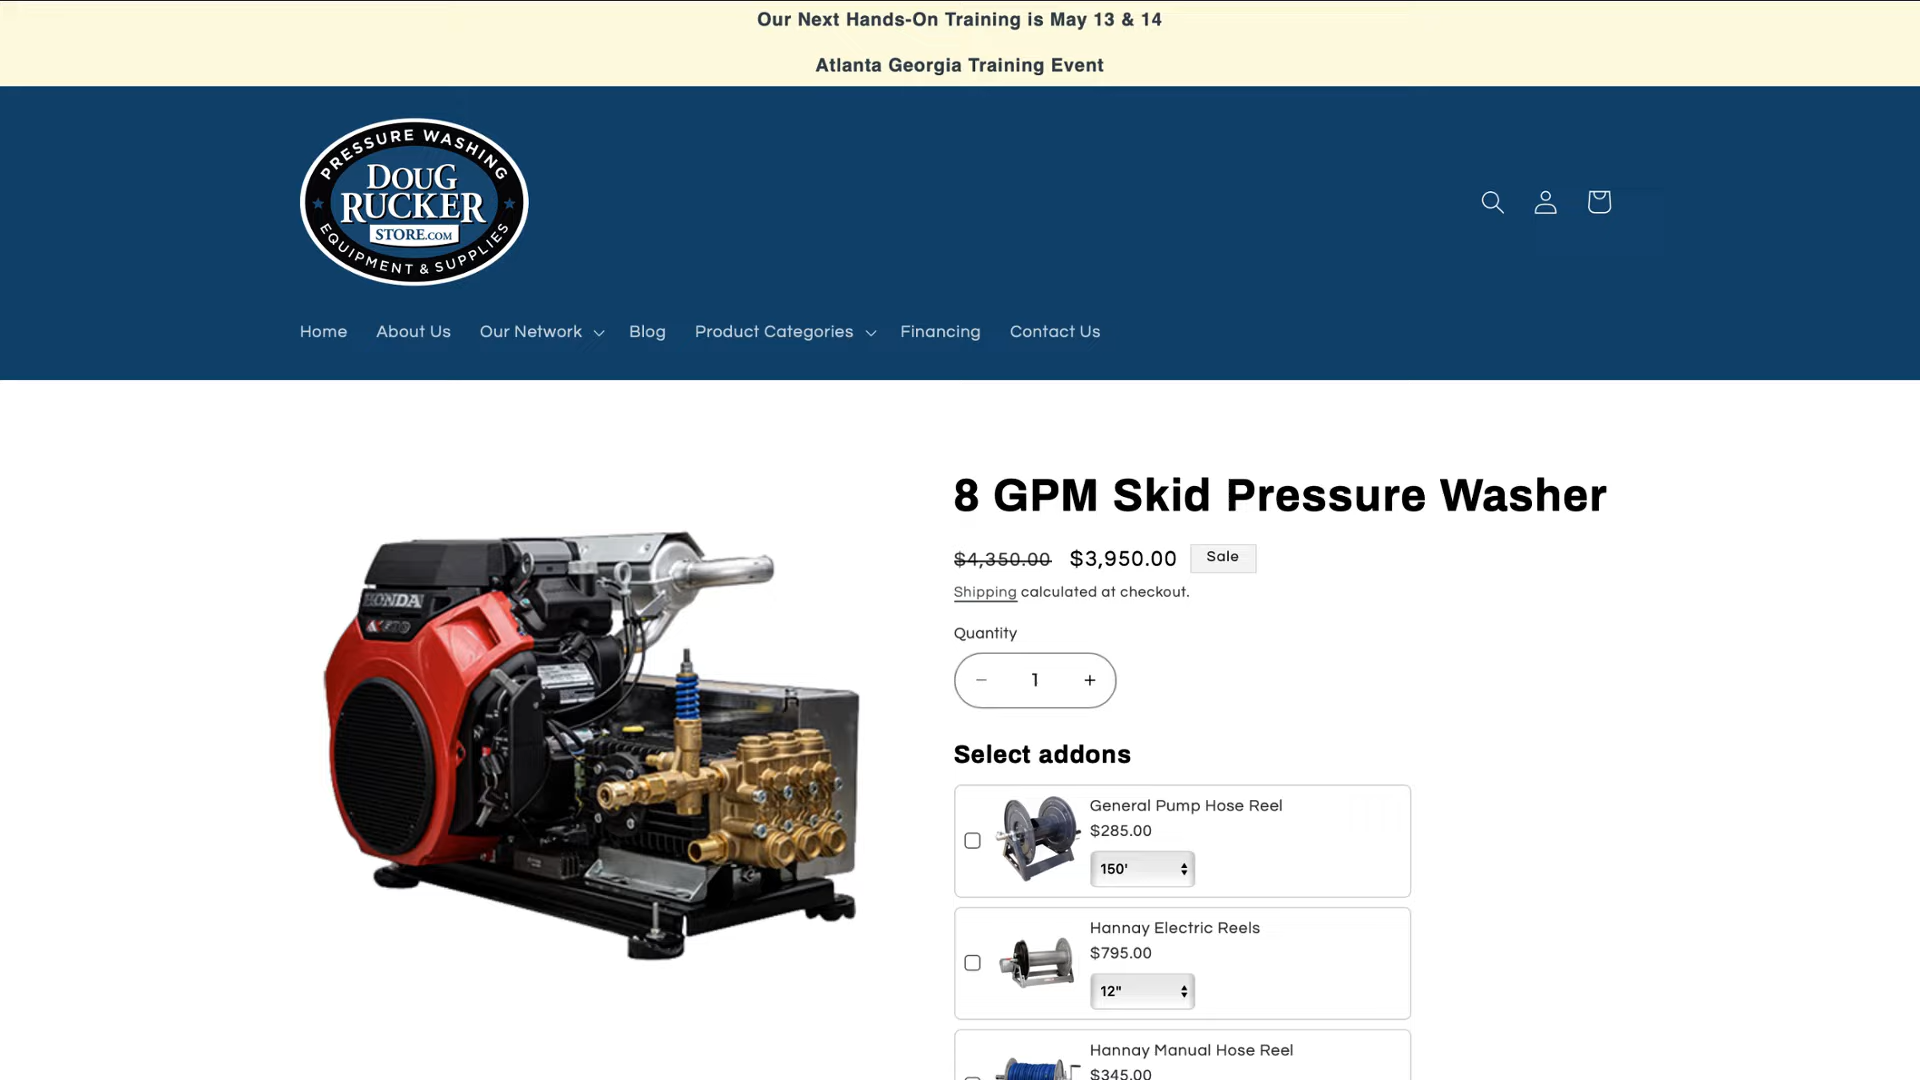 Our Next Hands-On Training is May 13 & 14
Atlanta Georgia Training Event
PRESSURE WASHING
DOUG
RUCKER
STORE.COM
EQUIPMENT & SUPPLIES
Home
About Us
Our Network
Blog
Product Categories
Financing
Contact Us
8 GPM Skid Pressure Washer
$4,350.00 $3,950.00 Sale
Shipping calculated at checkout.
Quantity
− 1 +
HONDA
Select addons
General Pump Hose Reel
$285.00
150'
Hannay Electric Reels
$795.00
12"
Hannay Manual Hose Reel
$345.00